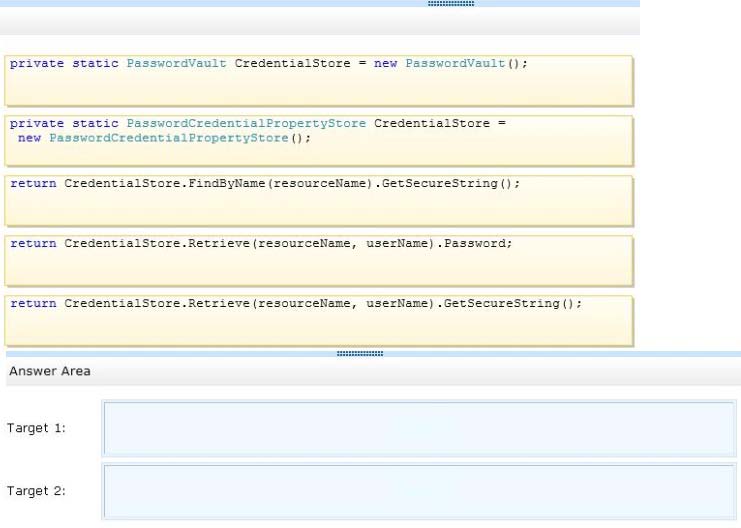 private static PasswordVault CredentialStore = new PasswordVault();
private static PasswordCredentialPropertyStore CredentialStore =
new PasswordCredentialPropertyStore();
return CredentialStore.FindByName(resourceName).GetSecureString();
return CredentialStore.Retrieve(resourceName, userName).Password;
return CredentialStore.Retrieve(resourceName, userName).GetSecureString();
Answer Area
Target 1:
Target 2: